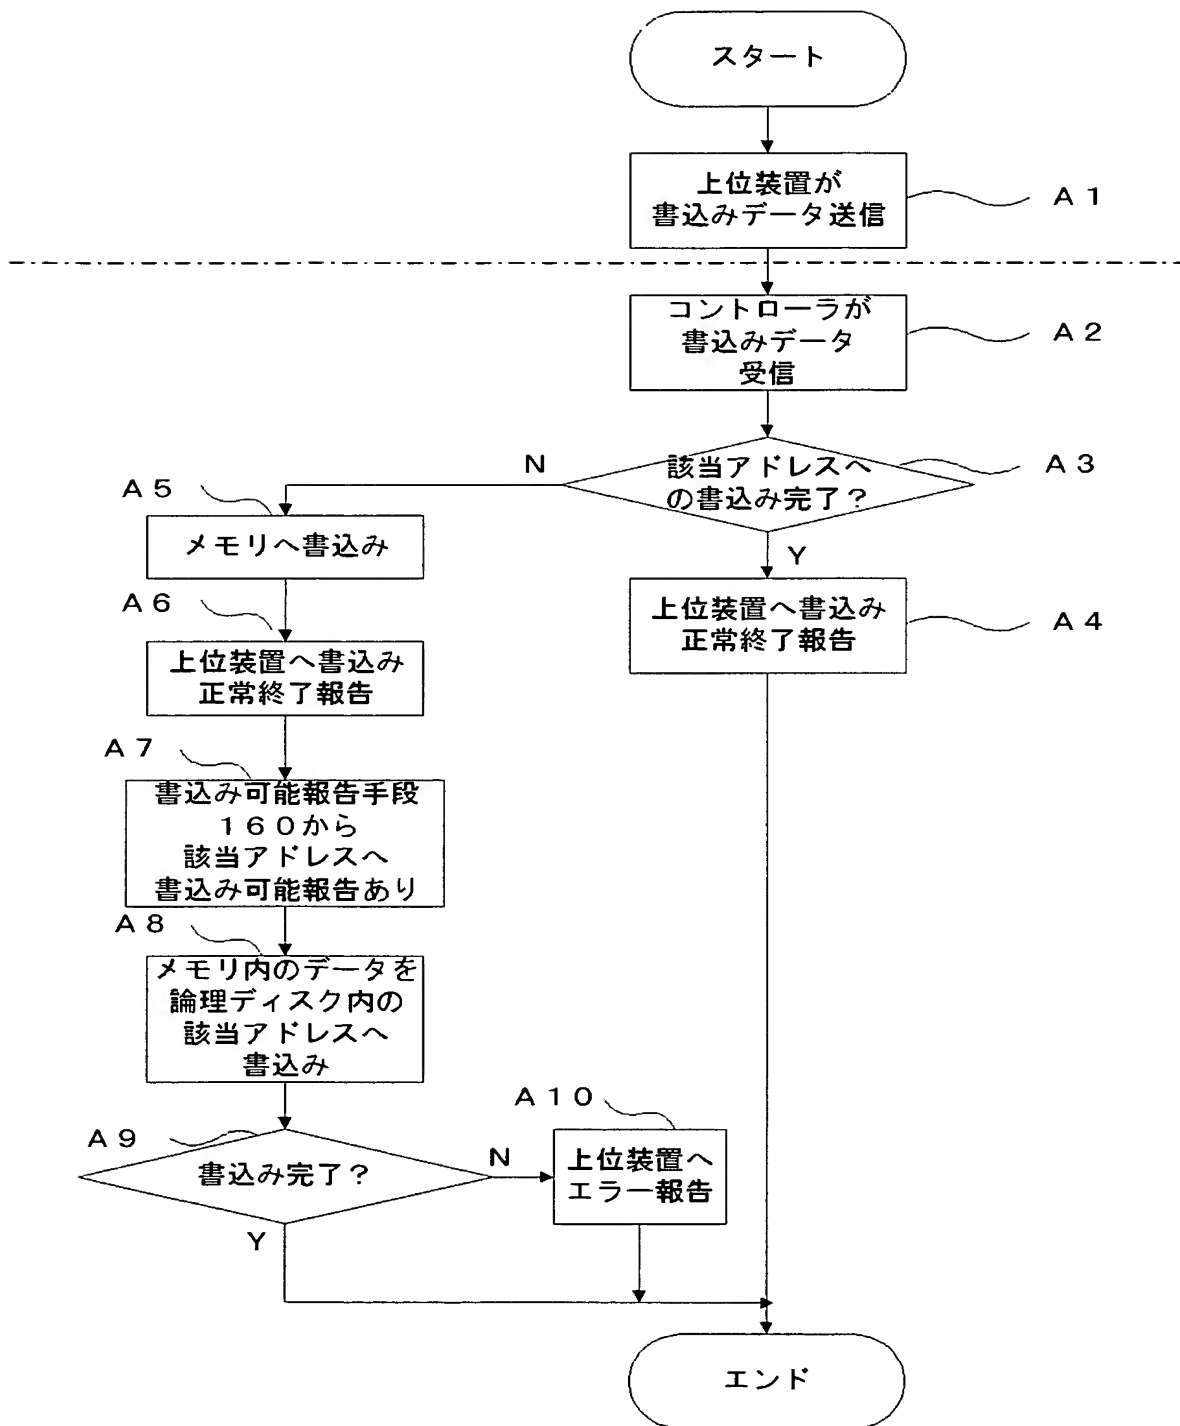 スタート
上位装置が
書込みデータ送信
A1
コントローラが
書込みデータ
受信
A2
該当アドレスへ
の書込み完了?
A3
N
Y
上位装置へ書込み
正常終了報告
A4
A5
メモリへ書込み
A6
上位装置へ書込み
正常終了報告
A7
書込み可能報告手段
160から
該当アドレスへ
書込み可能報告あり
A8
メモリ内のデータを
論理ディスク内の
該当アドレスへ
書込み
A9
書込み完了?
N
Y
A10
上位装置へ
エラー報告
エンド